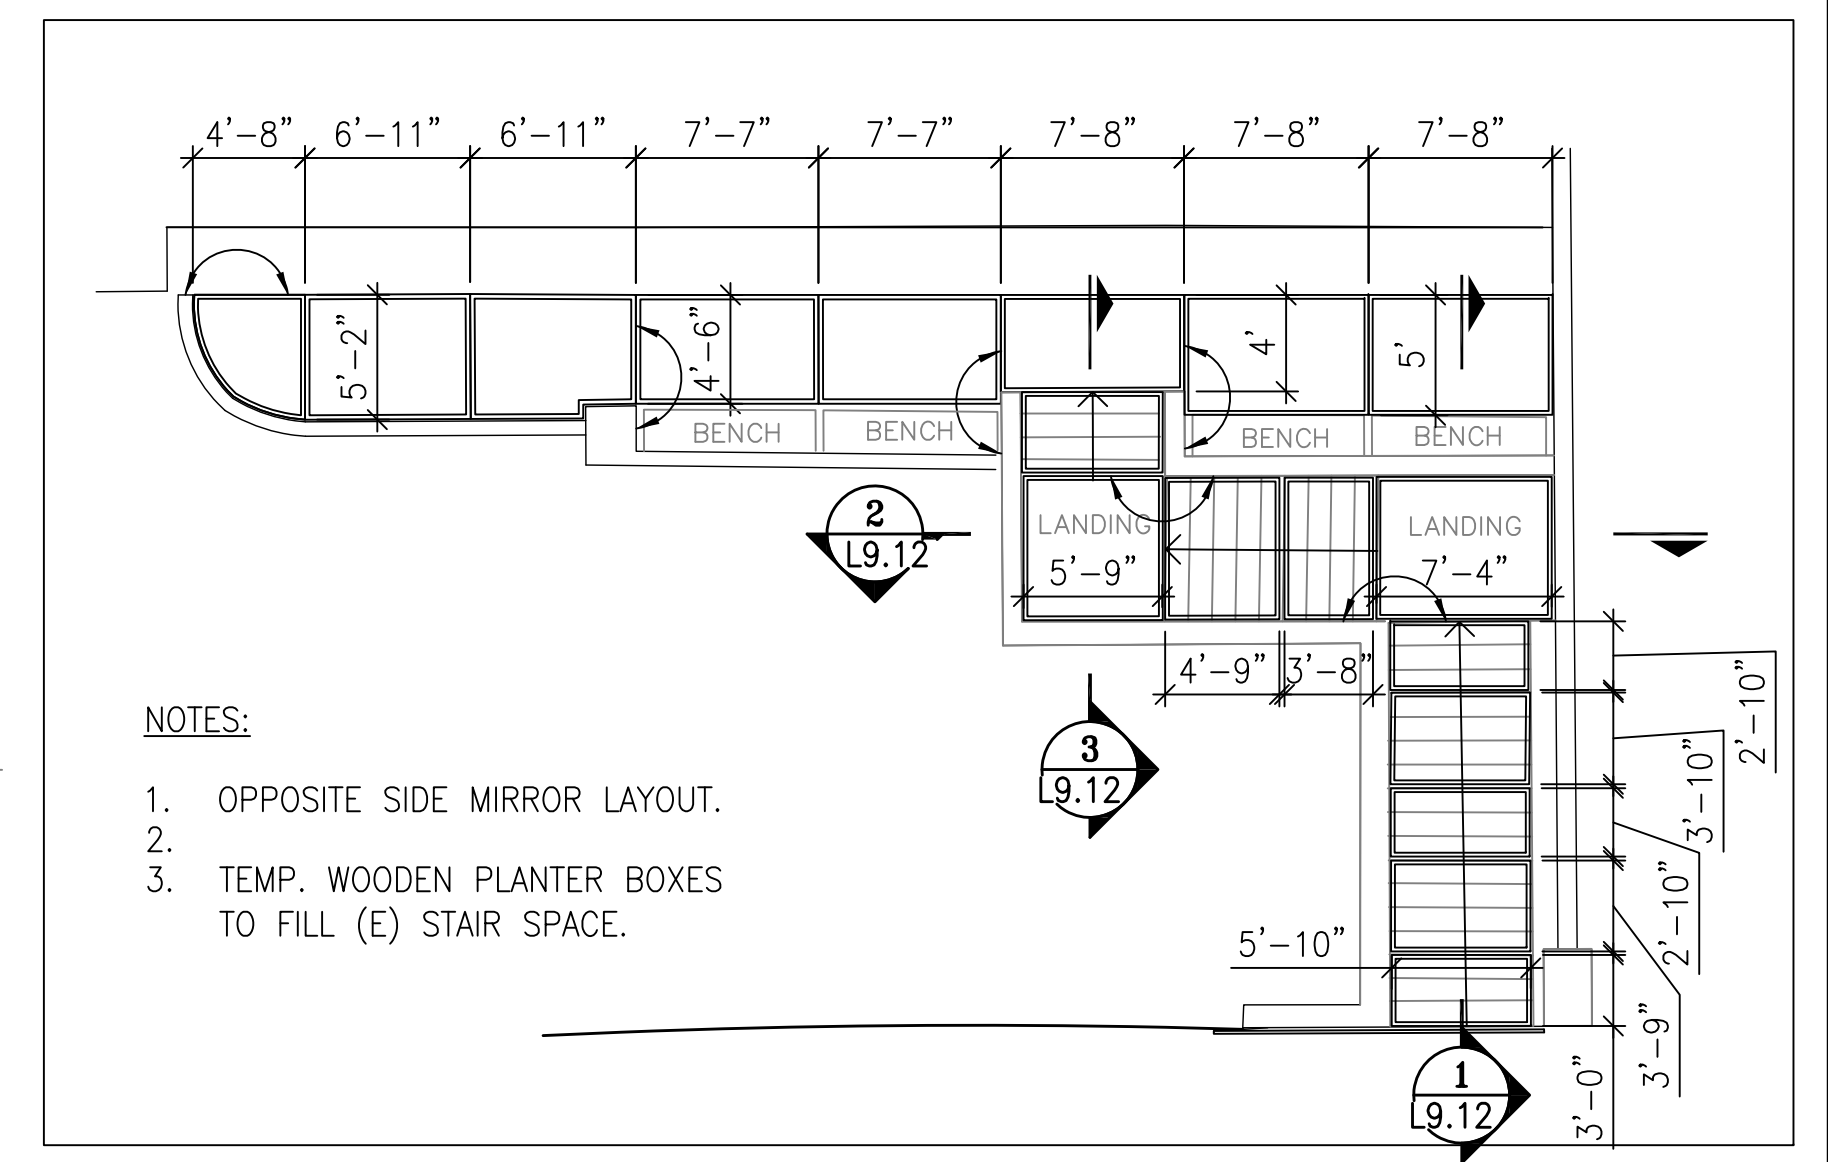 4’–8” 6’–11” 6’–11” 7’–7” 7’–7” 7’–8” 7’–8” 7’–8”
5’–2”
4’–6”
4’
5’
BENCH
BENCH
BENCH
BENCH
2
L9.12
LANDING
5’–9”
LANDING
7’–4”
4’–9”
3’–8”
2’–10”
3’–10”
2’–10”
3’–9”
3’–0”
3
L9.12
5’–10”
1
L9.12
NOTES:
1. OPPOSITE SIDE MIRROR LAYOUT.
2.
3. TEMP. WOODEN PLANTER BOXES
TO FILL (E) STAIR SPACE.